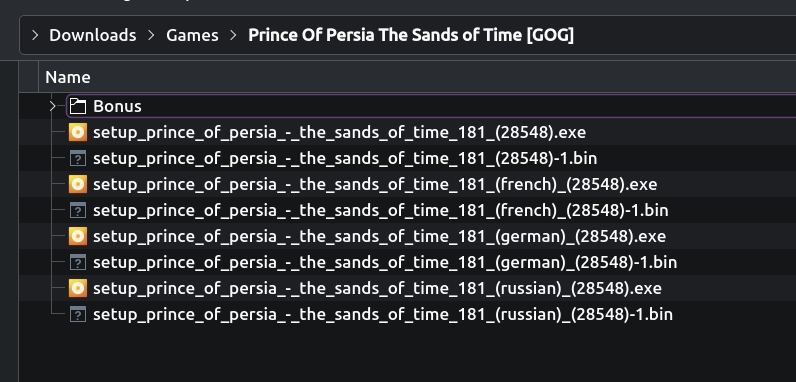 Downloads > Games > Prince Of Persia The Sands of Time [GOG]
Name
Bonus
setup_prince_of_persia_-_the_sands_of_time_181_(28548).exe
setup_prince_of_persia_-_the_sands_of_time_181_(28548)-1.bin
setup_prince_of_persia_-_the_sands_of_time_181_(french)_(28548).exe
setup_prince_of_persia_-_the_sands_of_time_181_(french)_(28548)-1.bin
setup_prince_of_persia_-_the_sands_of_time_181_(german)_(28548).exe
setup_prince_of_persia_-_the_sands_of_time_181_(german)_(28548)-1.bin
setup_prince_of_persia_-_the_sands_of_time_181_(russian)_(28548).exe
setup_prince_of_persia_-_the_sands_of_time_181_(russian)_(28548)-1.bin